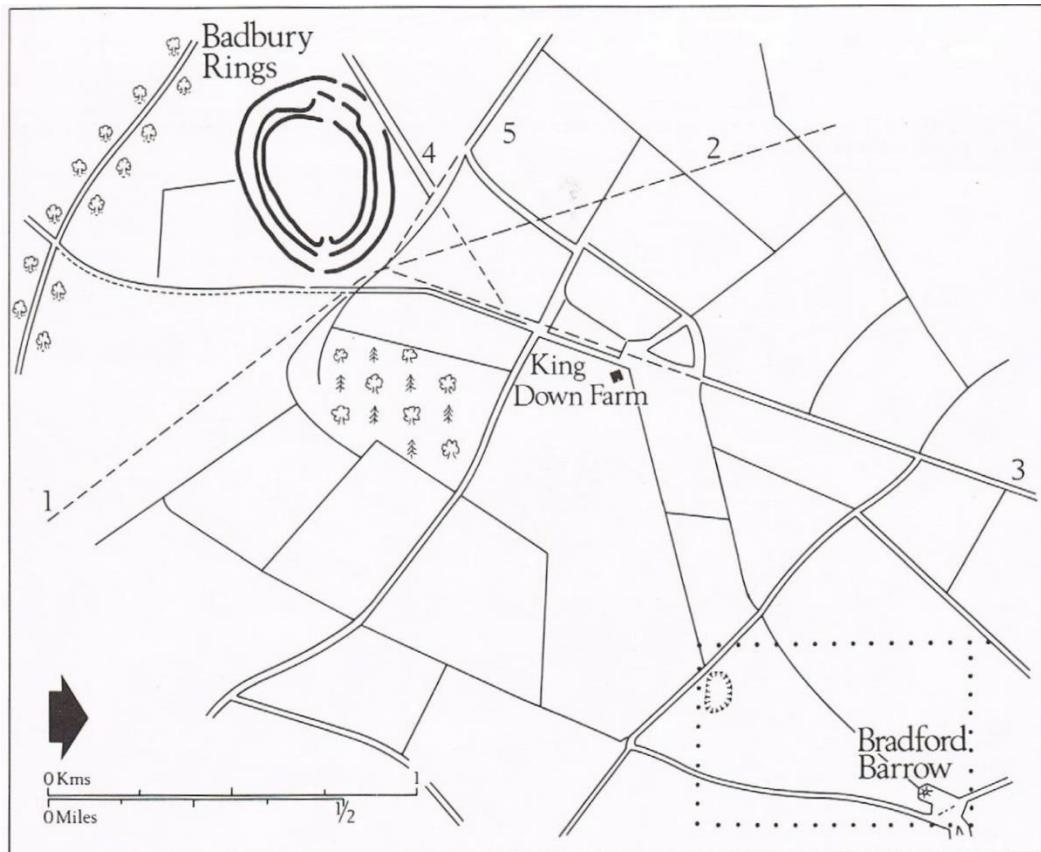 Badbury
Rings
5
2
4
King
Down Farm
3
1
Bradford
Barrow
0 Kms 1
0 Miles 1/2